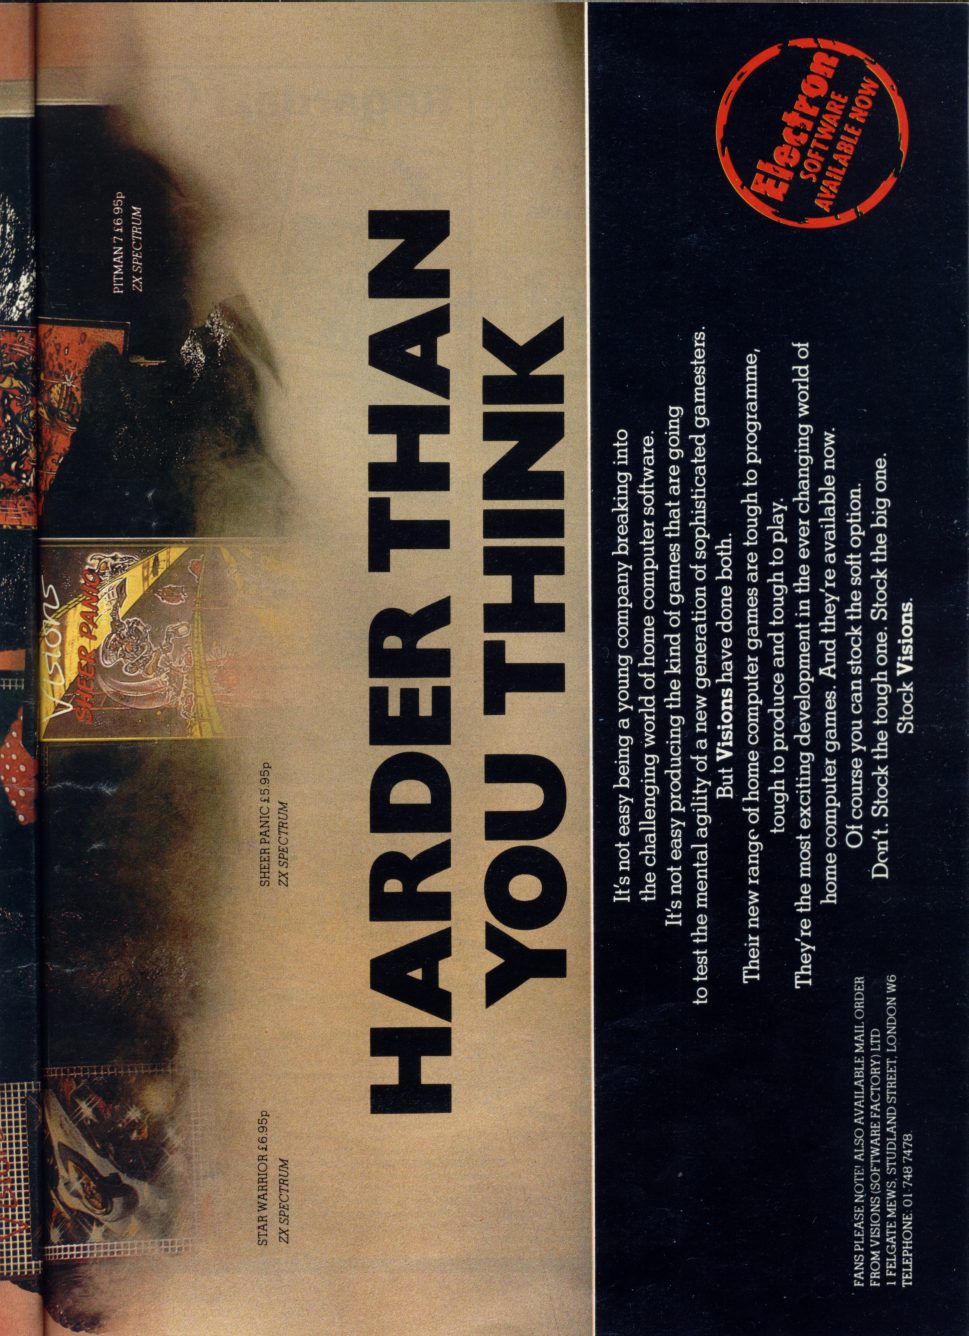 VISIONS
SHEER PANIC
STAR WARRIOR £6.95p
ZX SPECTRUM
SHEER PANIC £5.95p
ZX SPECTRUM
PITMAN 7 £6.95p
ZX SPECTRUM
HARDER THAN
YOU THINK
It's not easy being a young company breaking into
the challenging world of home computer software.
It's not easy producing the kind of games that are going
to test the mental agility of a new generation of sophisticated gamesters.
But Visions have done both.
Their new range of home computer games are tough to programme,
tough to produce and tough to play.
They're the most exciting development in the ever changing world of
home computer games. And they're available now.
Of course you can stock the soft option.
Don't. Stock the tough one. Stock the big one.
Stock Visions.
FANS PLEASE NOTE! ALSO AVAILABLE MAIL ORDER
FROM VISIONS (SOFTWARE FACTORY) LTD
1 FELGATE MEWS, STUDLAND STREET, LONDON W6
TELEPHONE: 01-748 7478.
Electron
SOFTWARE
AVAILABLE NOW